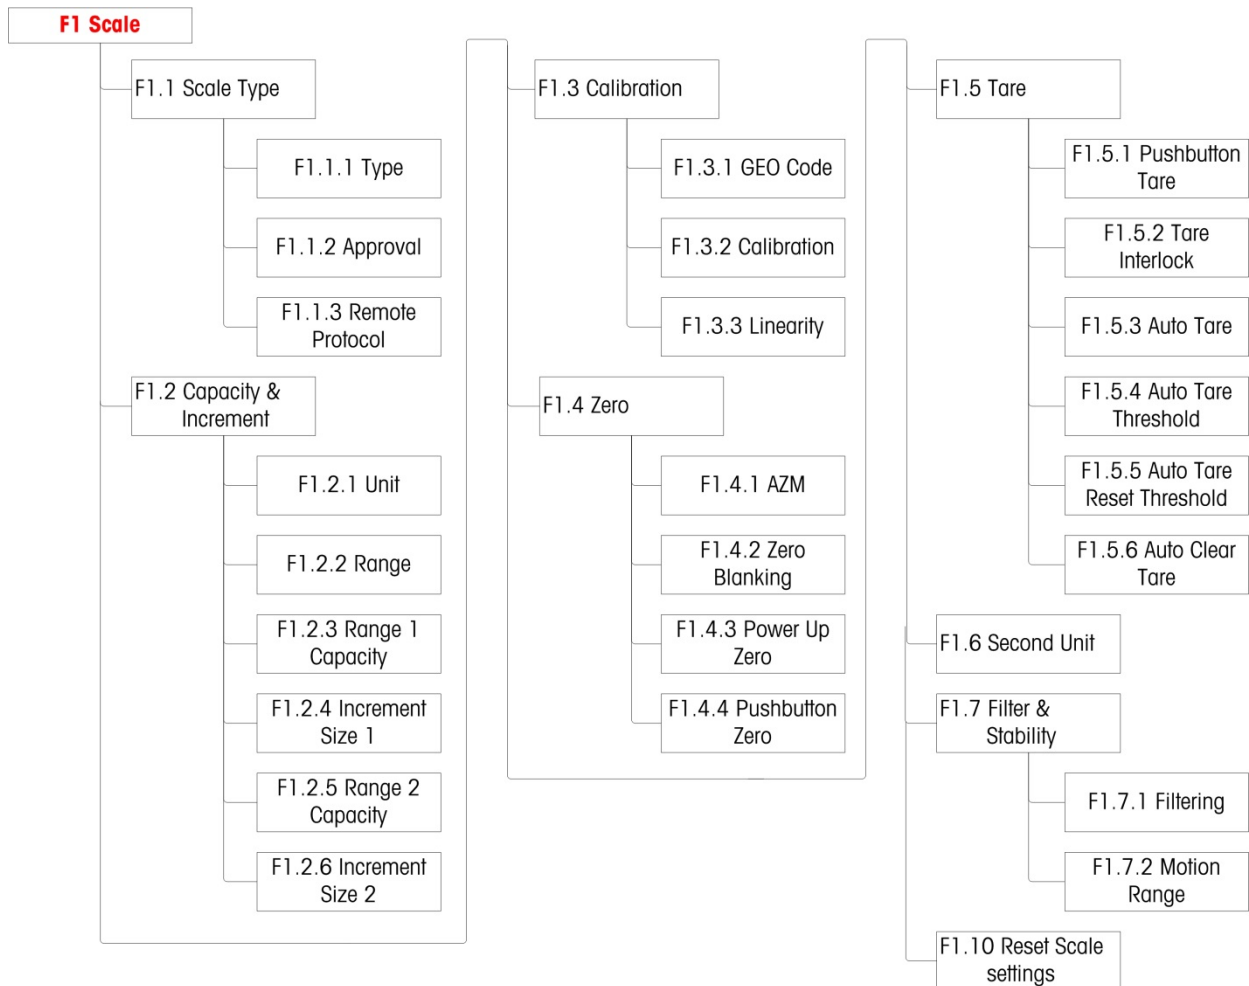 F1 Scale
F1.1 Scale Type
F1.1.1 Type
F1.1.2 Approval
F1.1.3 Remote
Protocol
F1.2 Capacity &
Increment
F1.2.1 Unit
F1.2.2 Range
F1.2.3 Range 1
Capacity
F1.2.4 Increment
Size 1
F1.2.5 Range 2
Capacity
F1.2.6 Increment
Size 2
F1.3 Calibration
F1.3.1 GEO Code
F1.3.2 Calibration
F1.3.3 Linearity
F1.4 Zero
F1.4.1 AZM
F1.4.2 Zero
Blanking
F1.4.3 Power Up
Zero
F1.4.4 Pushbutton
Zero
F1.5 Tare
F1.5.1 Pushbutton
Tare
F1.5.2 Tare
Interlock
F1.5.3 Auto Tare
F1.5.4 Auto Tare
Threshold
F1.5.5 Auto Tare
Reset Threshold
F1.5.6 Auto Clear
Tare
F1.6 Second Unit
F1.7 Filter &
Stability
F1.7.1 Filtering
F1.7.2 Motion
Range
F1.10 Reset Scale
settings